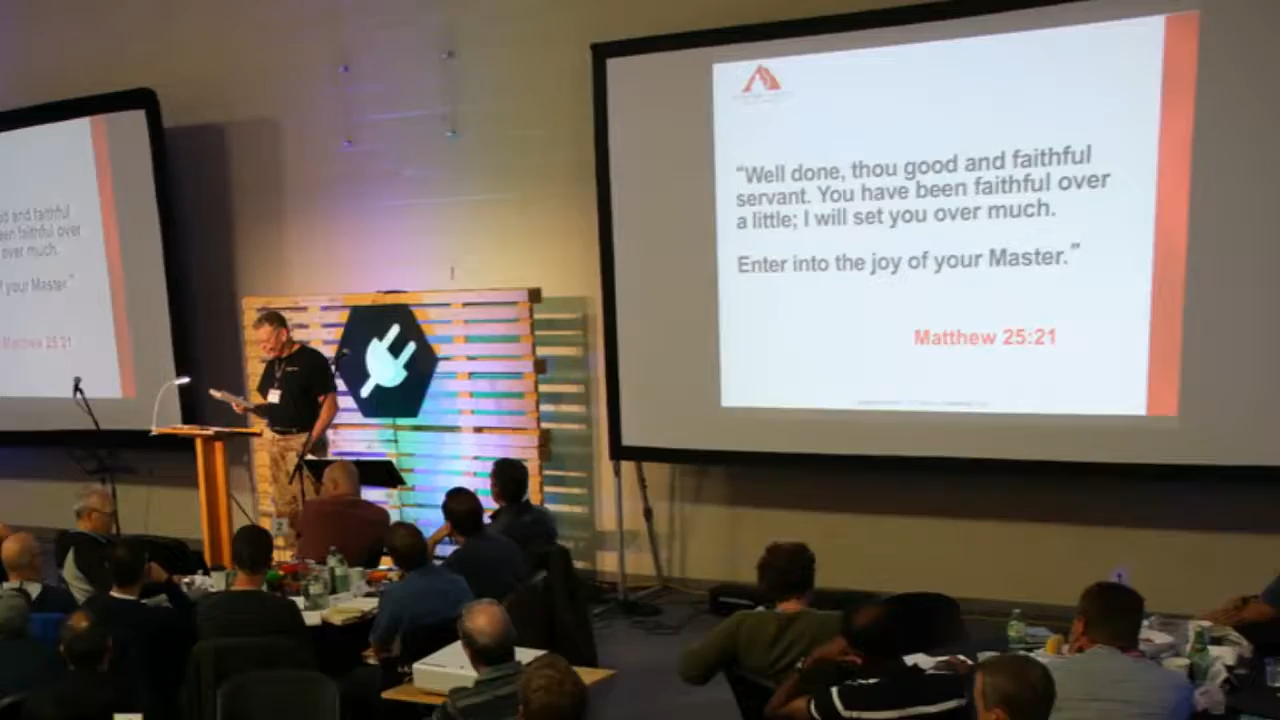 “Well done, thou good and faithful
servant. You have been faithful over
a little; I will set you over much.
Enter into the joy of your Master.”
Matthew 25:21
od and faithful
een faithful over
over much.
f your Master.”
Matthew 25:21